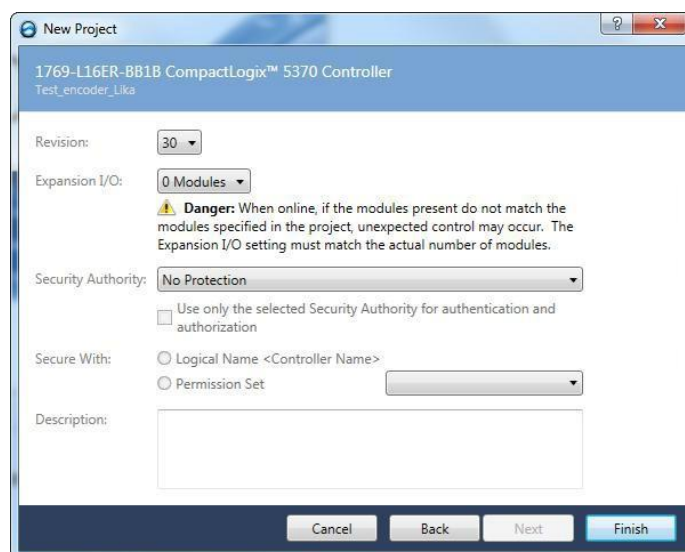 New Project
1769-L16ER-BB1B CompactLogix™ 5370 Controller
Test_encoder_Lika
Revision:
30
Expansion I/O:
0 Modules
Danger: When online, if the modules present do not match the
modules specified in the project, unexpected control may occur. The
Expansion I/O setting must match the actual number of modules.
Security Authority:
No Protection
Use only the selected Security Authority for authentication and
authorization
Secure With:
Logical Name <Controller Name>
Permission Set
Description:
Cancel
Back
Next
Finish